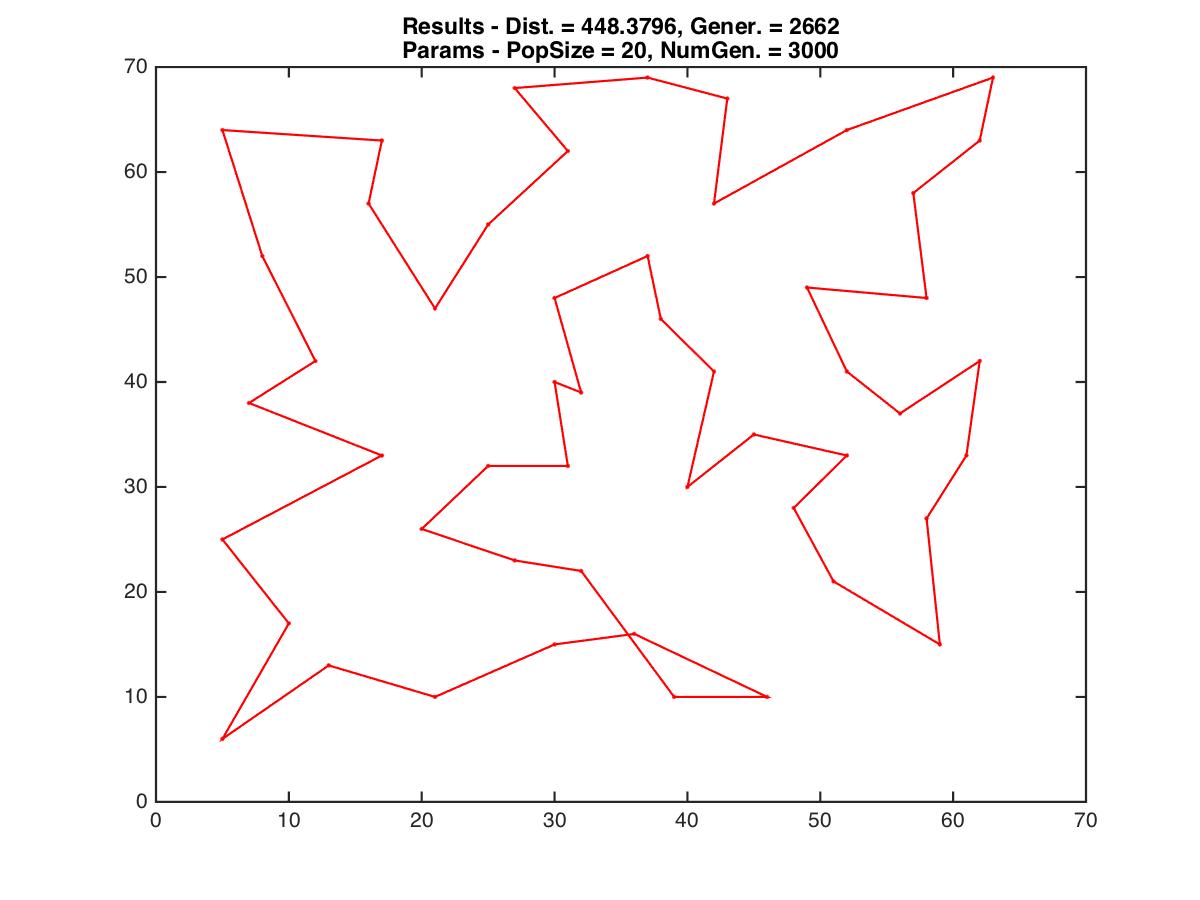 Results - Dist. = 448.3796, Gener. = 2662
Params - PopSize = 20, NumGen. = 3000
70
60
50
40
30
20
10
0
0 10 20 30 40 50 60 70